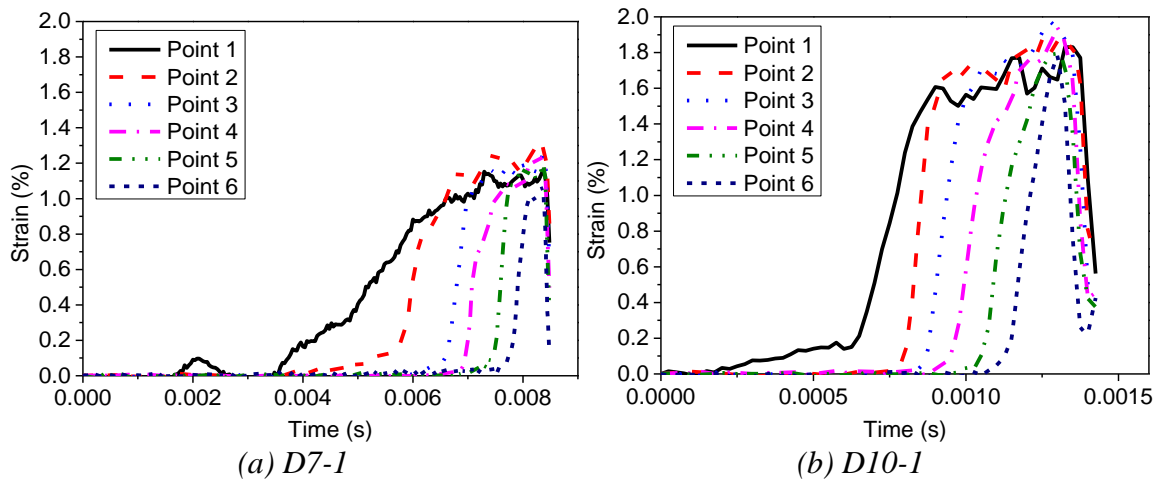 2.0
1.8
1.6
1.4
1.2
1.0
0.8
0.6
0.4
0.2
0.0
Strain (%)
Point 1
Point 2
Point 3
Point 4
Point 5
Point 6
0.000 0.002 0.004 0.006 0.008
Time (s)
(a) D7-1
2.0
1.8
1.6
1.4
1.2
1.0
0.8
0.6
0.4
0.2
0.0
Strain (%)
Point 1
Point 2
Point 3
Point 4
Point 5
Point 6
0.0000 0.0005 0.0010 0.0015
Time (s)
(b) D10-1